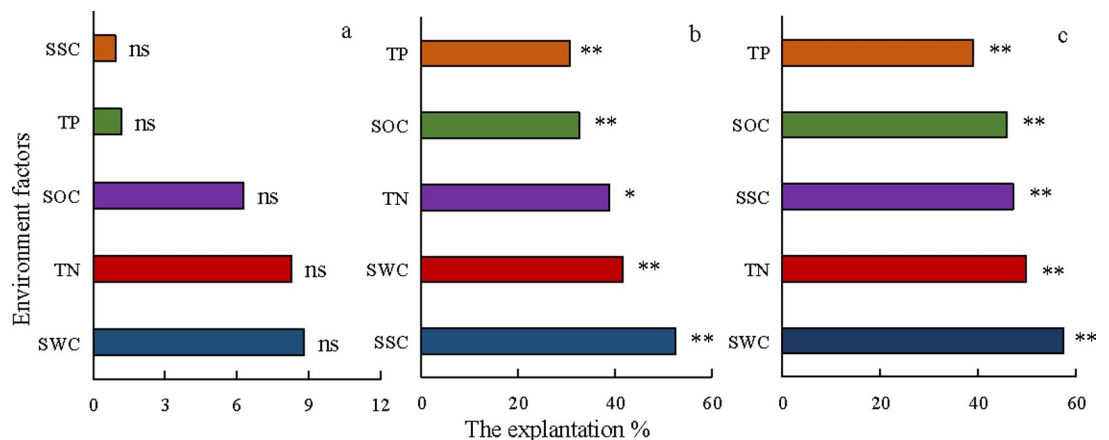 a
SSC ns
TP ns
SOC ns
TN ns
SWC ns
0 3 6 9 12
b
TP **
SOC **
TN *
SWC **
SSC **
0 20 40 60
c
TP **
SOC **
SSC **
TN **
SWC **
0 20 40 60
Environment factors
The explantation %